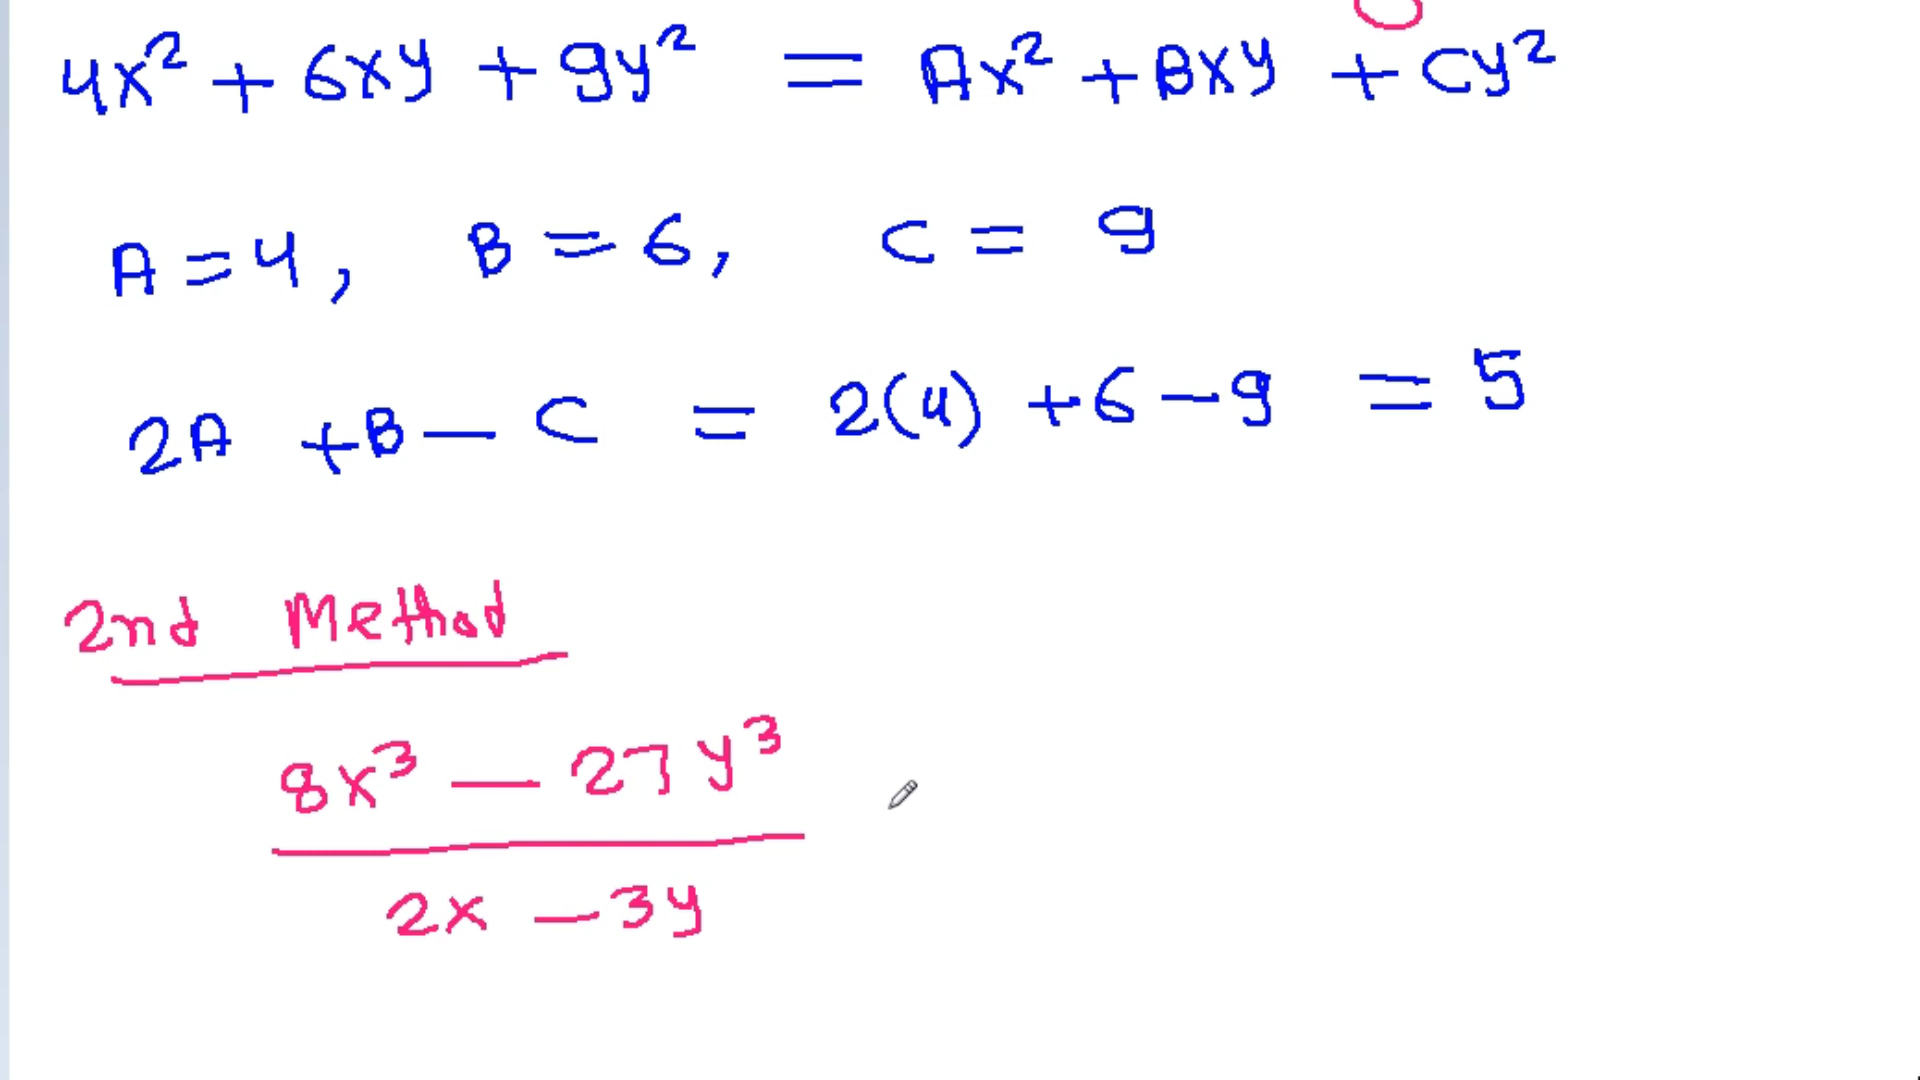 4x² + 6xy + 9y² = Ax² + Bxy + Cy²
A = 4, B = 6, C = 9
2A + B - C = 2(4) + 6 - 9 = 5
2nd Method
8x³ - 27y³
2x - 3y